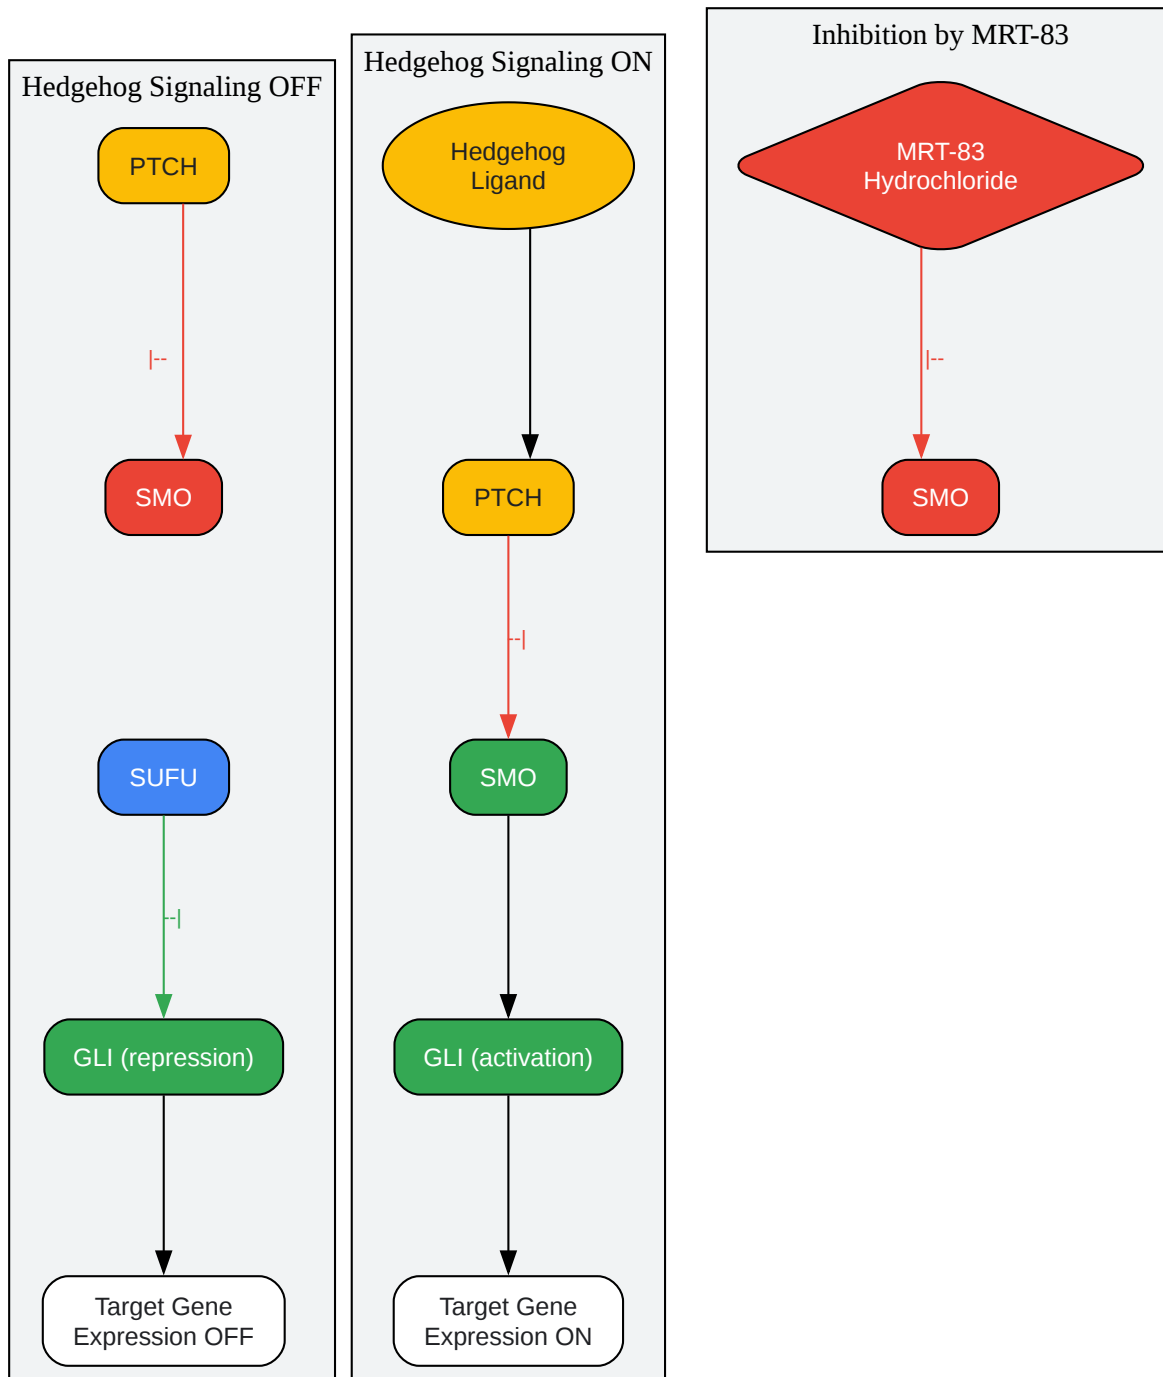 Hedgehog Signaling OFF
PTCH
|--
SMO
SUFU
--|
GLI (repression)
Target Gene
Expression OFF
Hedgehog Signaling ON
Hedgehog
Ligand
PTCH
--|
SMO
GLI (activation)
Target Gene
Expression ON
Inhibition by MRT-83
MRT-83
Hydrochloride
|--
SMO